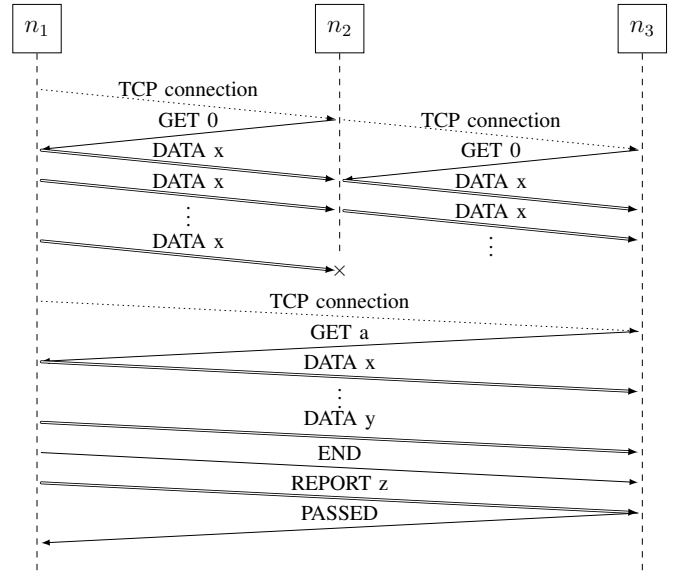 n₁ n₂ n₃
TCP connection
GET 0 TCP connection
DATA x GET 0
DATA x DATA x
⋮ DATA x
DATA x ⋮
×
TCP connection
GET a
DATA x
⋮
DATA y
END
REPORT z
PASSED